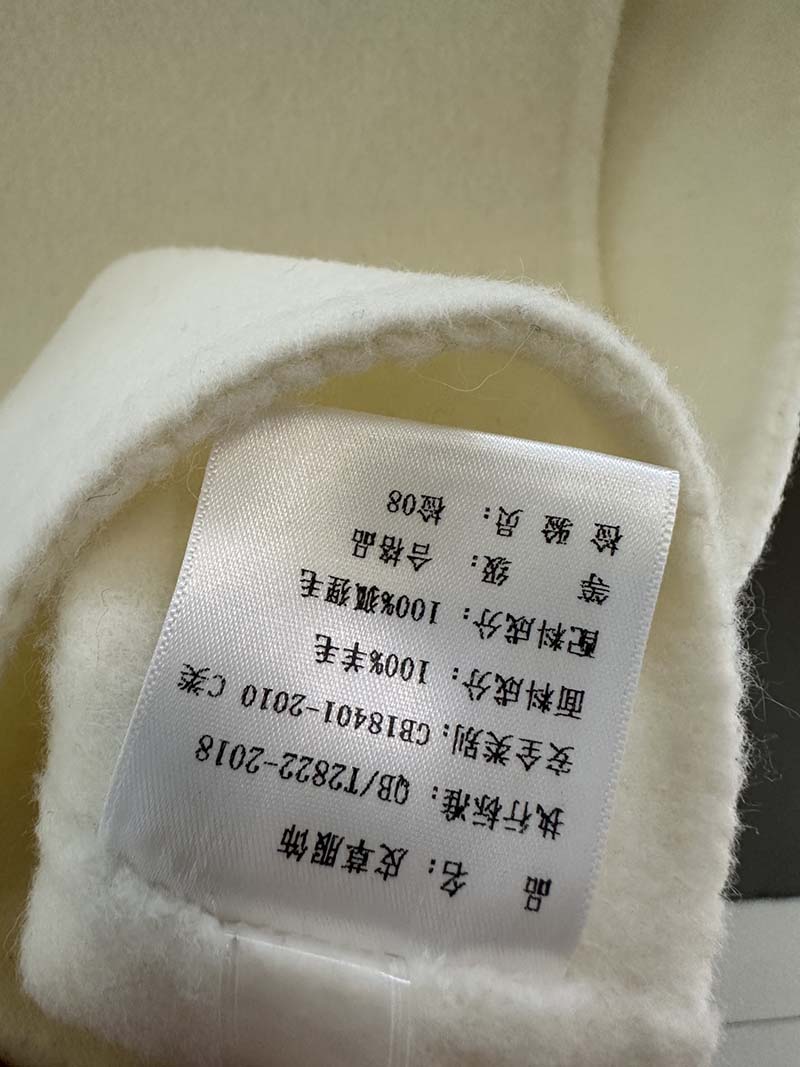 品 名：皮草服饰
执行标准：QB/T2822-2018
安全类别：GB18401-2010 C类
面料成分：100%羊毛
配料成分：100%狐狸毛
等 级：合格品
检 验 员：检08